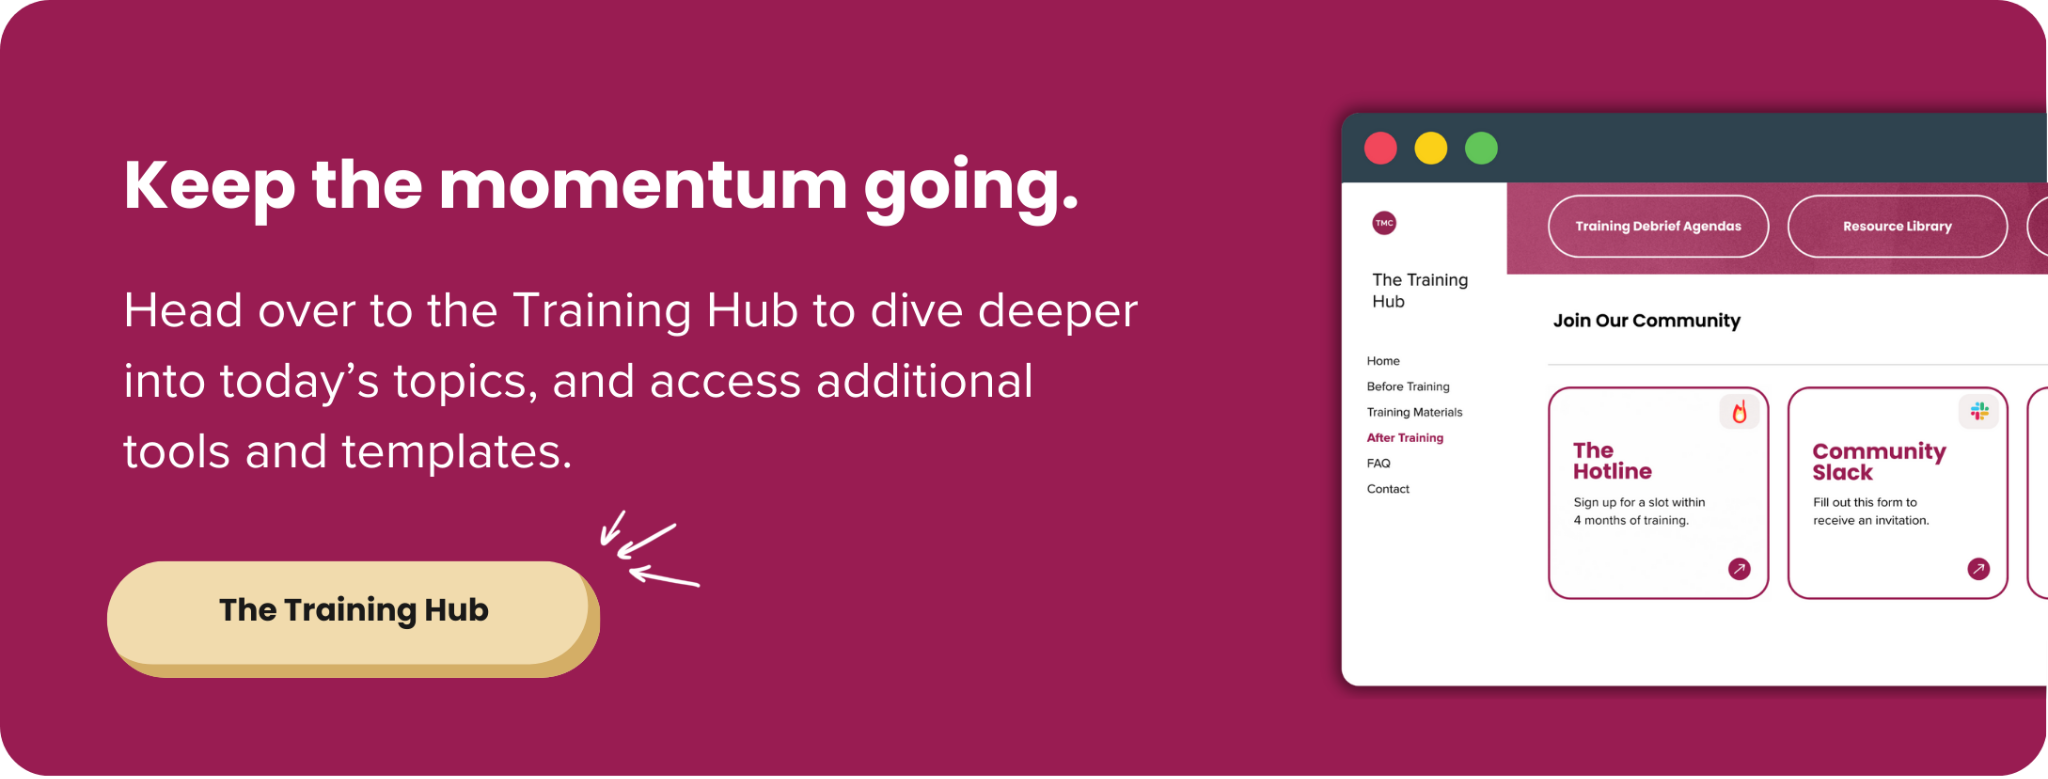 Keep the momentum going.
Head over to the Training Hub to dive deeper
into today’s topics, and access additional
tools and templates.
The Training Hub
TMC
The Training
Hub
Home
Before Training
Training Materials
After Training
FAQ
Contact
Training Debrief Agendas
Resource Library
Join Our Community
The
Hotline
Sign up for a slot within
4 months of training.
Community
Slack
Fill out this form to
receive an invitation.